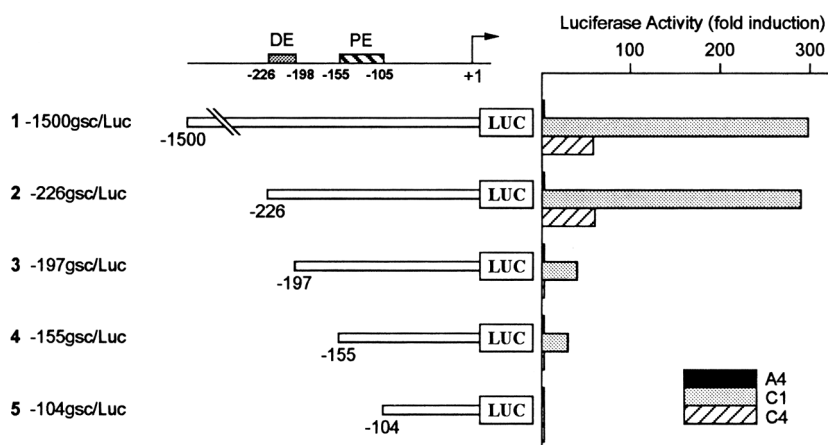 Luciferase Activity (fold induction)
100 200 300
DE PE
-226 -198 -155 -105 +1
1 -1500gsc/Luc LUC
-1500
2 -226gsc/Luc LUC
-226
3 -197gsc/Luc LUC
-197
4 -155gsc/Luc LUC
-155
5 -104gsc/Luc LUC
-104
A4
C1
C4